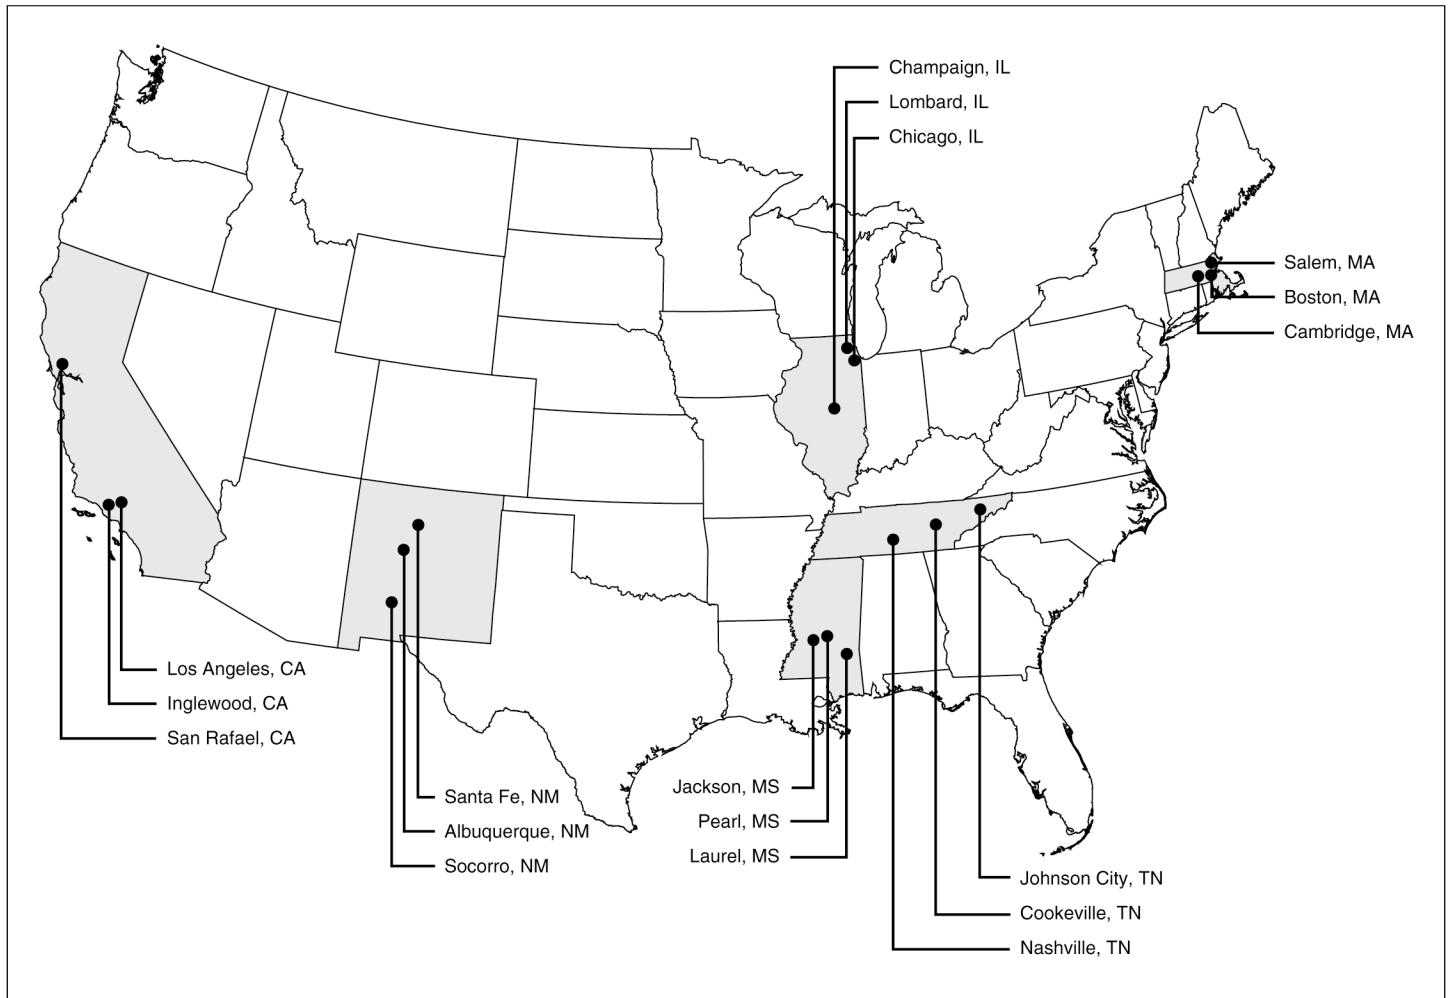 Champaign, IL
Lombard, IL
Chicago, IL
Salem, MA
Boston, MA
Cambridge, MA
Los Angeles, CA
Inglewood, CA
San Rafael, CA
Santa Fe, NM
Albuquerque, NM
Socorro, NM
Jackson, MS
Pearl, MS
Laurel, MS
Johnson City, TN
Cookeville, TN
Nashville, TN